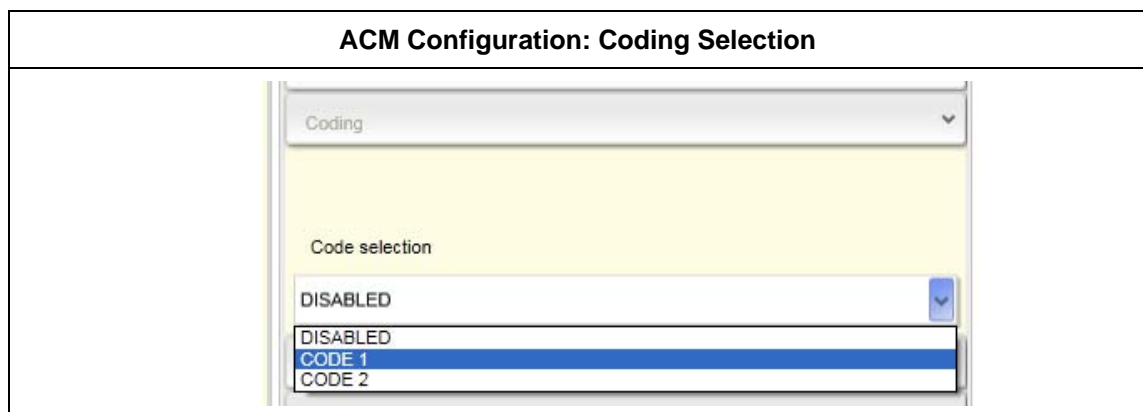 ACM Configuration: Coding Selection
Coding
Code selection
DISABLED
DISABLED
CODE 1
CODE 2